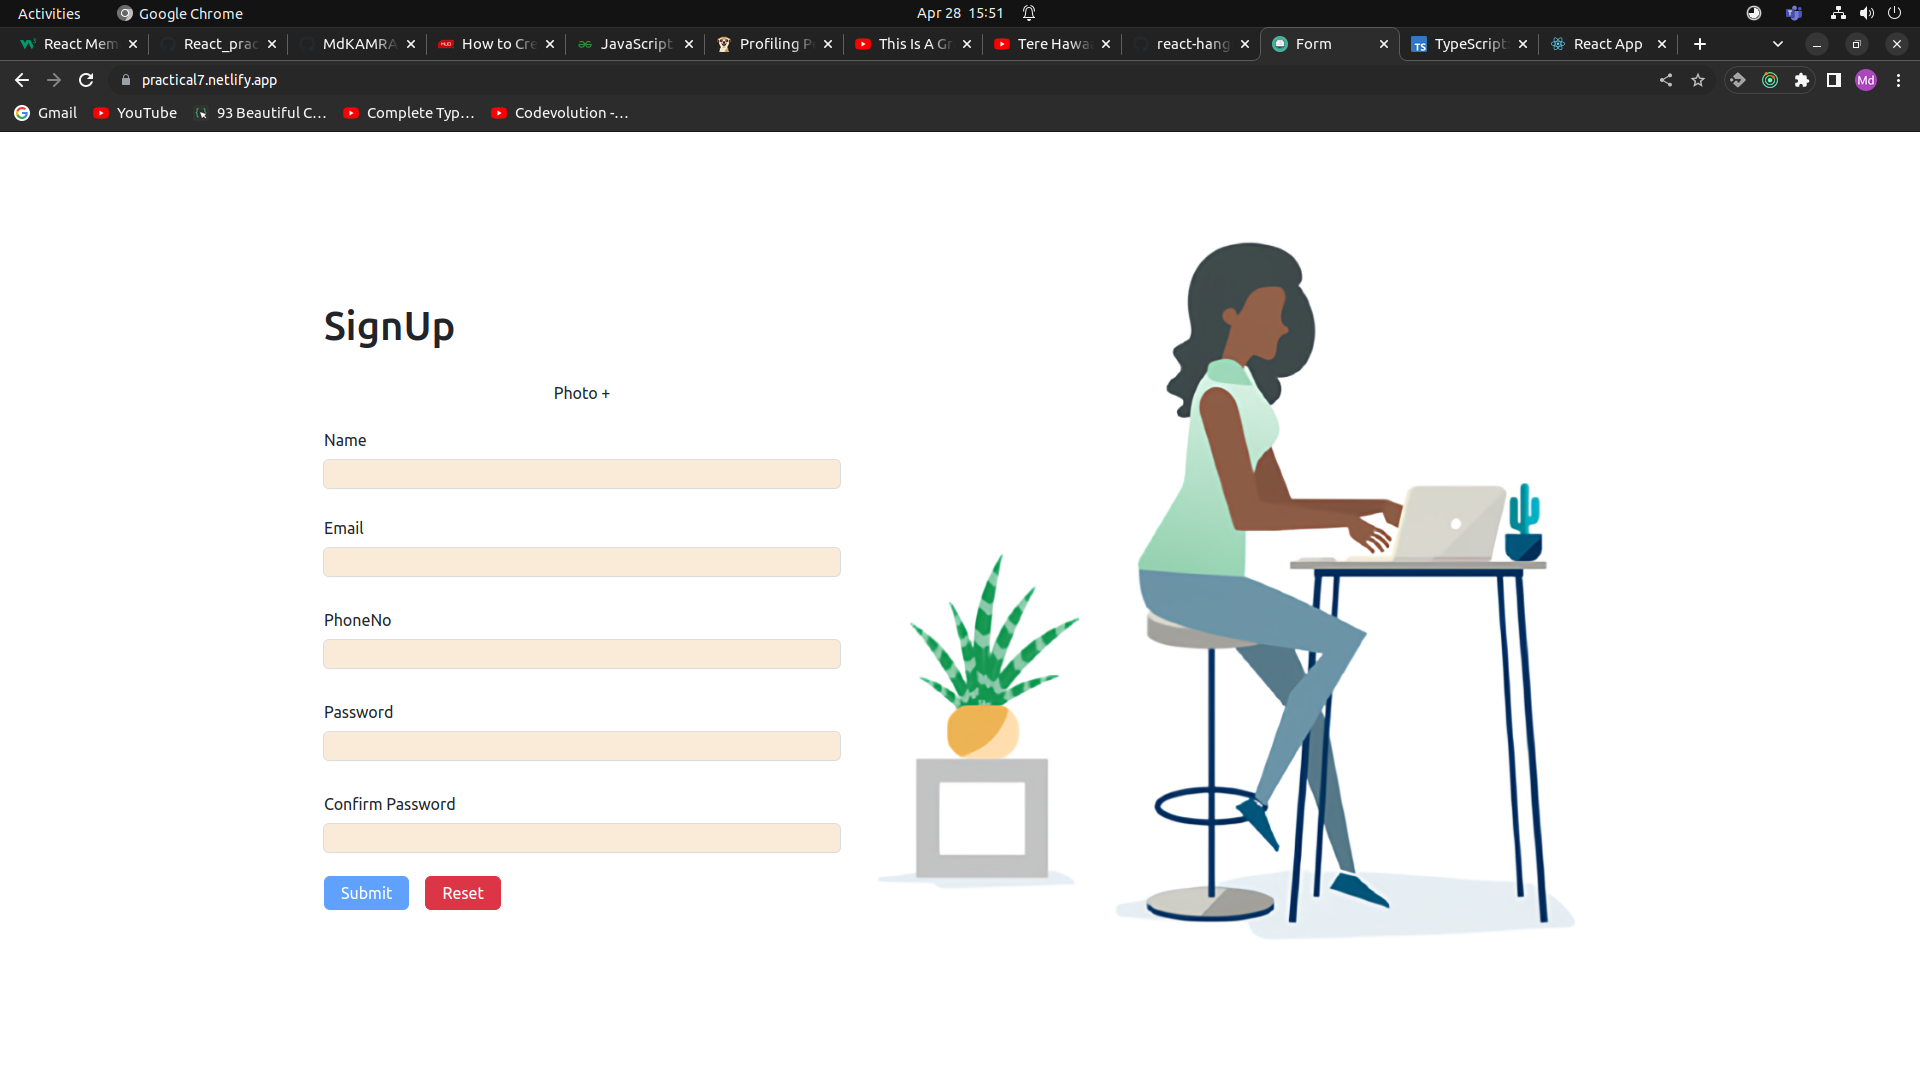 Activities Google Chrome Apr 28 15:51
React Mem React_prac MdKAMRA How to Cre JavaScript Profiling P This Is A Gr Tere Hawa react-hang Form TypeScript React App
practical7.netlify.app Md
Gmail YouTube 93 Beautiful C... Complete Typ... Codevolution -...
SignUp
Photo +
Name
Email
PhoneNo
Password
Confirm Password
Submit Reset